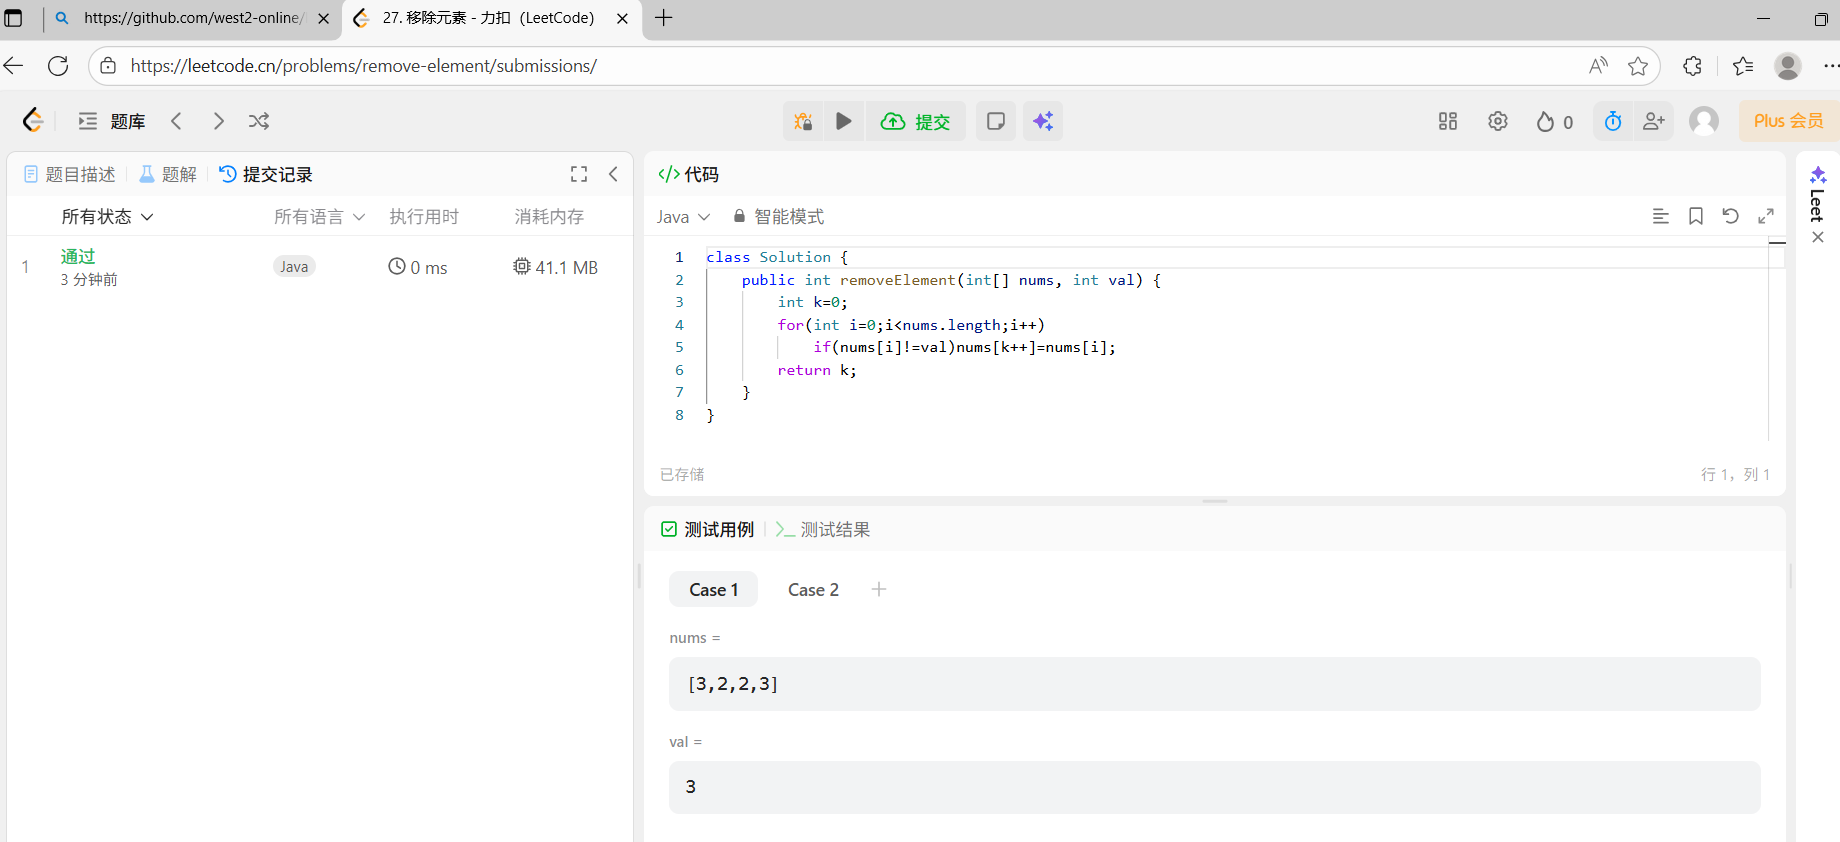 https://github.com/west2-online/
27. 移除元素 - 力扣（LeetCode）
https://leetcode.cn/problems/remove-element/submissions/
题库
提交
0
Plus 会员
题目描述
题解
提交记录
所有状态
所有语言
执行用时
消耗内存
1
通过
3 分钟前
Java
0 ms
41.1 MB
代码
Java
智能模式
1 class Solution {
2 public int removeElement(int[] nums, int val) {
3 int k=0;
4 for(int i=0;i<nums.length;i++)
5 if(nums[i]!=val)nums[k++]=nums[i];
6 return k;
7 }
8 }
已存储
行 1，列 1
测试用例
测试结果
Case 1
Case 2
nums =
[3,2,2,3]
val =
3
Leet